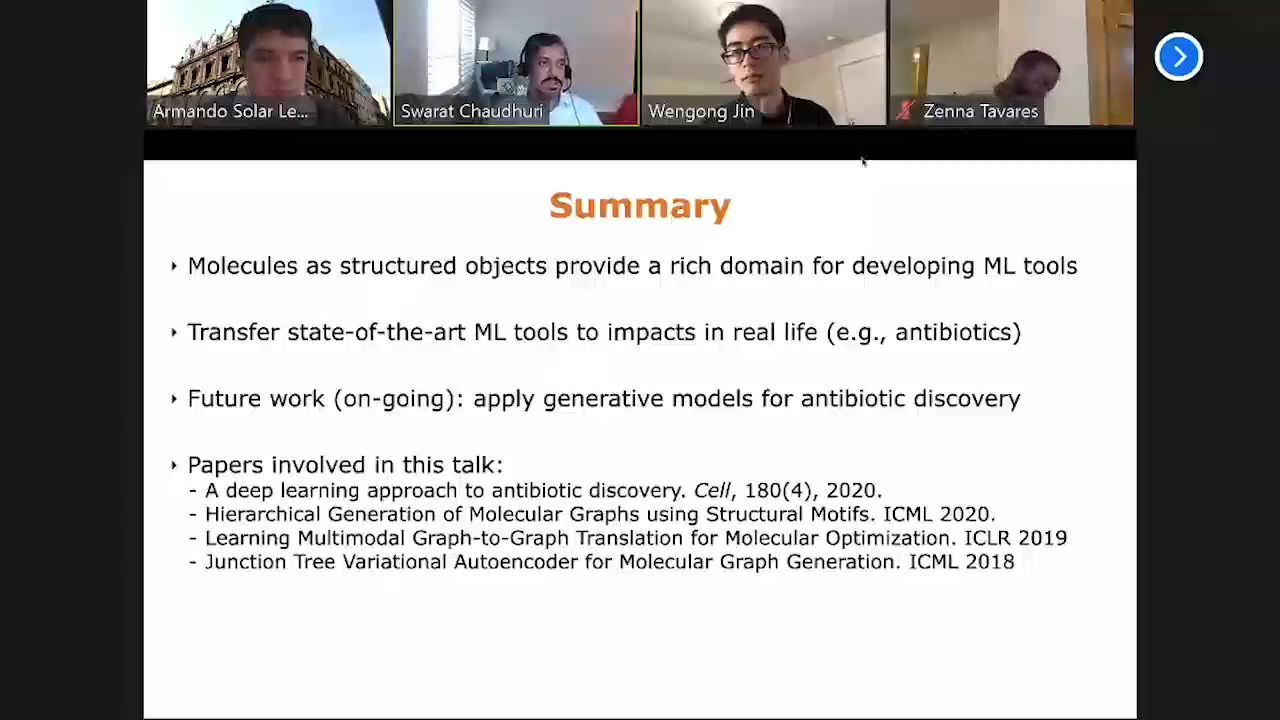 Armando Solar Le...
Swarat Chaudhuri
Wengong Jin
Zenna Tavares
Summary
Molecules as structured objects provide a rich domain for developing ML tools
Transfer state-of-the-art ML tools to impacts in real life (e.g., antibiotics)
Future work (on-going): apply generative models for antibiotic discovery
Papers involved in this talk:
- A deep learning approach to antibiotic discovery. Cell, 180(4), 2020.
- Hierarchical Generation of Molecular Graphs using Structural Motifs. ICML 2020.
- Learning Multimodal Graph-to-Graph Translation for Molecular Optimization. ICLR 2019
- Junction Tree Variational Autoencoder for Molecular Graph Generation. ICML 2018